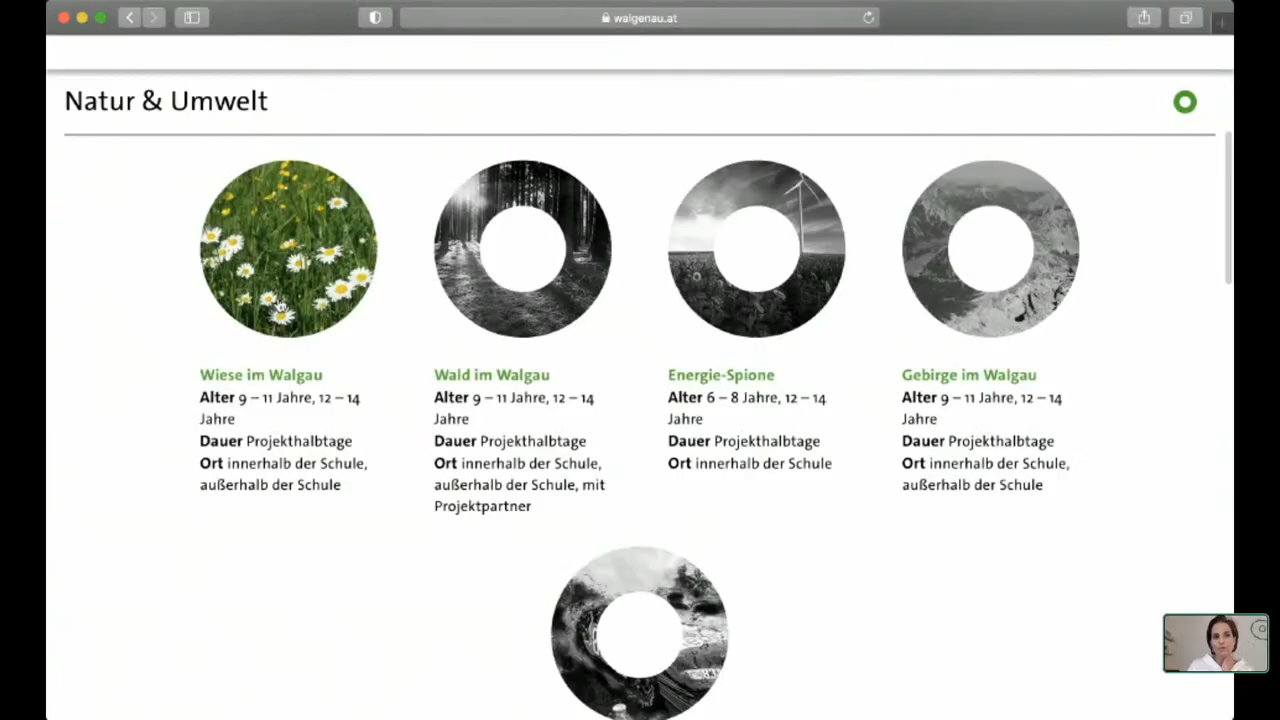 walgenau.at
Natur & Umwelt
Wiese im Walgau
Alter 9 – 11 Jahre, 12 – 14
Jahre
Dauer Projekthalbtage
Ort innerhalb der Schule,
außerhalb der Schule
Wald im Walgau
Alter 9 – 11 Jahre, 12 – 14
Jahre
Dauer Projekthalbtage
Ort innerhalb der Schule,
außerhalb der Schule, mit
Projektpartner
Energie-Spione
Alter 6 – 8 Jahre, 12 – 14
Jahre
Dauer Projekthalbtage
Ort innerhalb der Schule
Gebirge im Walgau
Alter 9 – 11 Jahre, 12 – 14
Jahre
Dauer Projekthalbtage
Ort innerhalb der Schule,
außerhalb der Schule